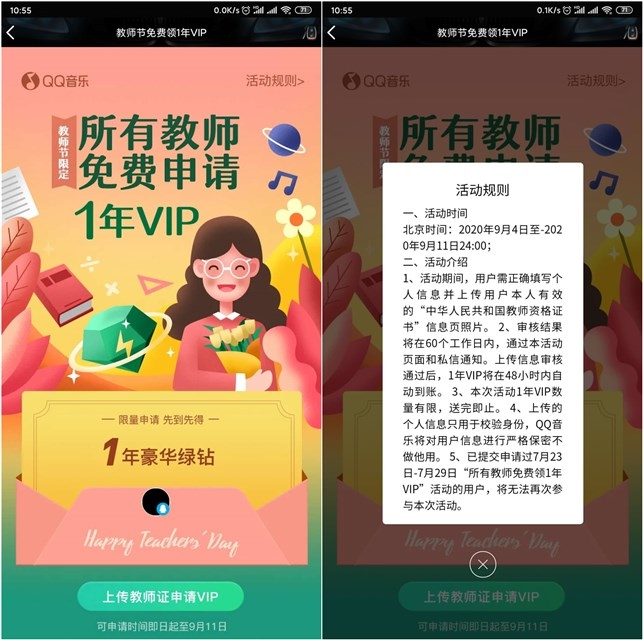 10:55
0.0K/s
71
教师节免费领1年VIP
QQ音乐
活动规则>
教师节限定
所有教师
免费申请
1年VIP
限量申请 先到先得
1年豪华绿钻
Happy Teachers' Day
上传教师证申请VIP
可申请时间即日起至9月11日
10:55
0.1K/s
71
教师节免费领1年VIP
QQ音乐
活动规则>
所有教师
活动规则
一、活动时间
北京时间：2020年9月4日至-202
0年9月11日24:00；
二、活动介绍
1、活动期间，用户需正确填写个
人信息并上传用户本人有效
的“中华人民共和国教师资格证
书”信息页照片。 2、审核结果
将在60个工作日内，通过本活动
页面和私信通知。上传信息审核
通过后，1年VIP将在48小时内自
动到账。 3、本次活动1年VIP数
量有限，送完即止。 4、上传的
个人信息只用于校验身份，QQ音
乐将对用户信息进行严格保密不
做他用。 5、已提交申请过7月23
日-7月29日“所有教师免费领1年
VIP”活动的用户，将无法再次参
与本次活动。
Happy Teachers' Day
上传教师证申请VIP
可申请时间即日起至9月11日